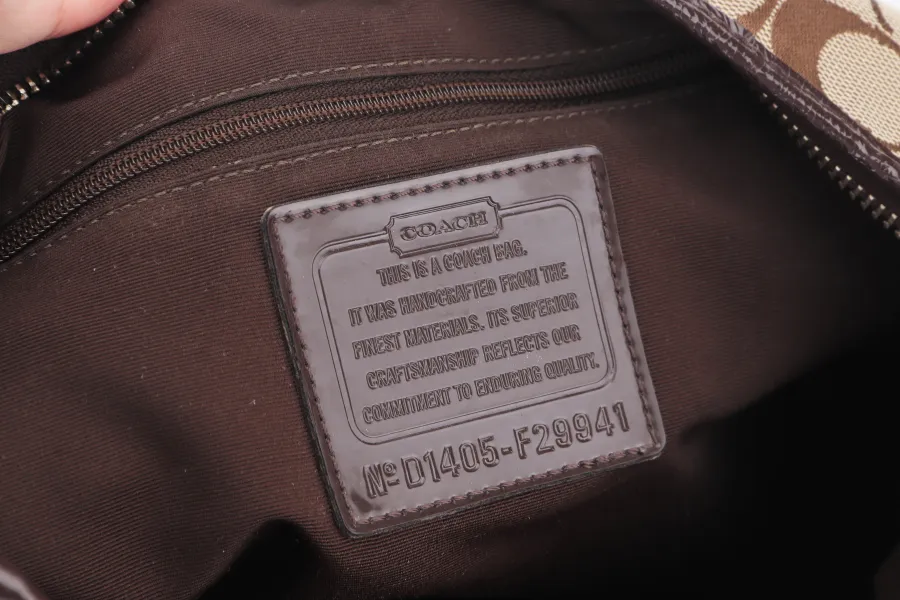 COACH
THIS IS A COACH BAG.
IT WAS HANDCRAFTED FROM THE
FINEST MATERIALS. ITS SUPERIOR
CRAFTSMANSHIP REFLECTS OUR
COMMITMENT TO ENDURING QUALITY.
Nº D1405-F29941